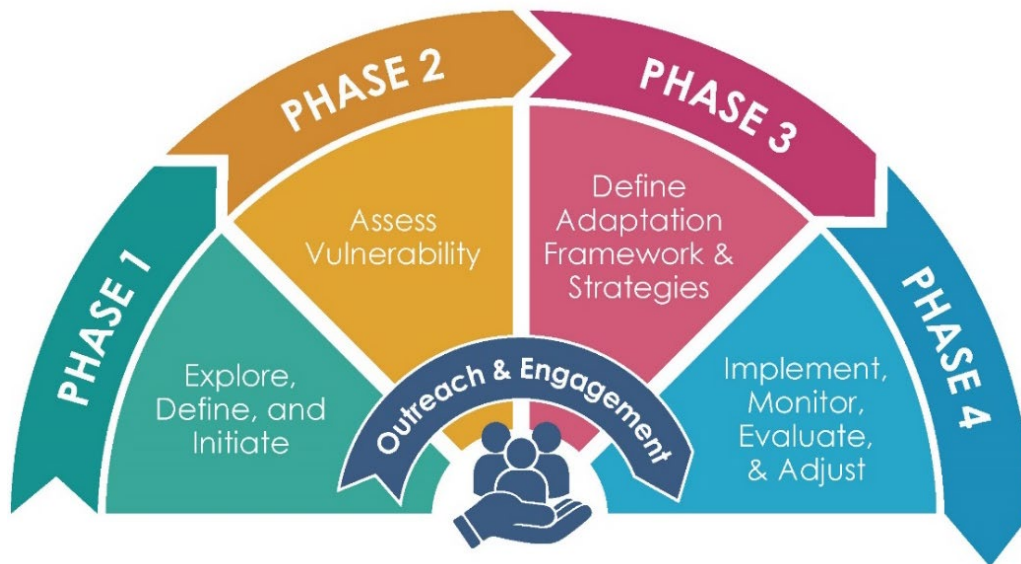 PHASE 1
Explore,
Define, and
Initiate
PHASE 2
Assess
Vulnerability
PHASE 3
Define
Adaptation
Framework &
Strategies
PHASE 4
Implement,
Monitor,
Evaluate,
& Adjust
Outreach & Engagement